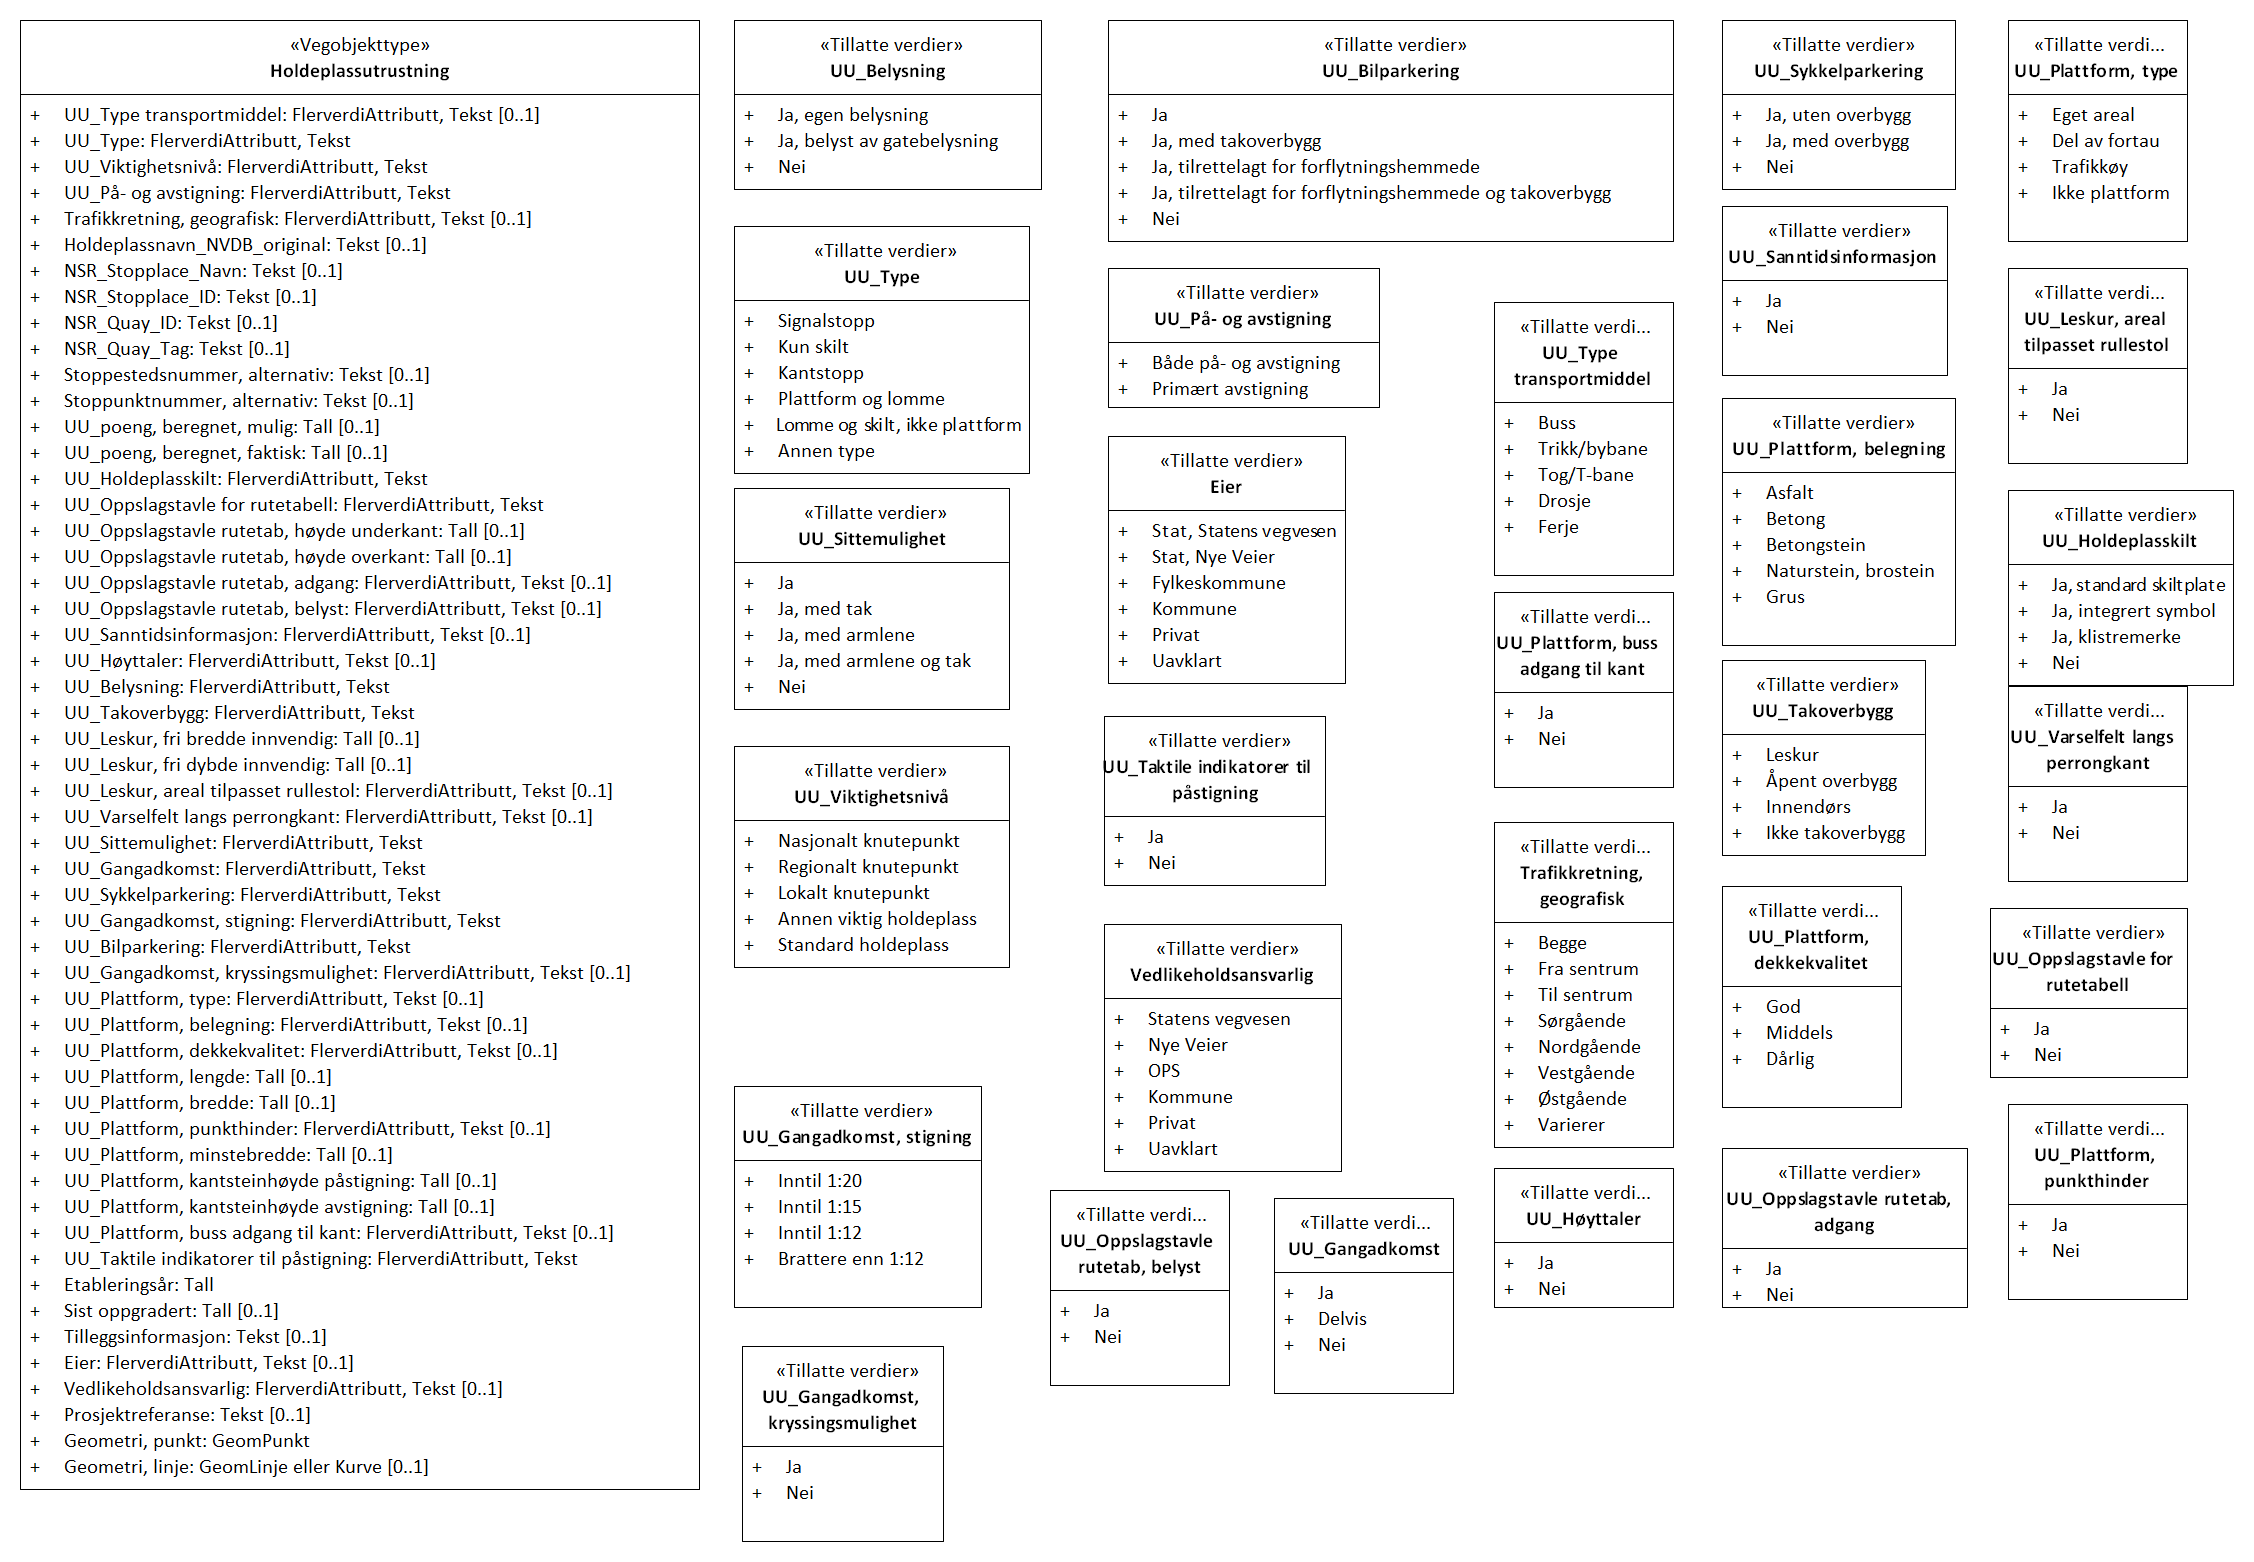 «Vegobjekttype»
Holdeplassutrustning
+ UU_Type transportmiddel: FlerverdiAttributt, Tekst [0..1]
+ UU_Type: FlerverdiAttributt, Tekst
+ UU_Viktighetsnivå: FlerverdiAttributt, Tekst
+ UU_På- og avstigning: FlerverdiAttributt, Tekst
+ Trafikkretning, geografisk: FlerverdiAttributt, Tekst [0..1]
+ Holdeplassnavn_NVDB_original: Tekst [0..1]
+ NSR_Stopplace_Navn: Tekst [0..1]
+ NSR_Stopplace_ID: Tekst [0..1]
+ NSR_Quay_ID: Tekst [0..1]
+ NSR_Quay_Tag: Tekst [0..1]
+ Stoppestedsnummer, alternativ: Tekst [0..1]
+ Stoppunktnummer, alternativ: Tekst [0..1]
+ UU_poeng, beregnet, mulig: Tall [0..1]
+ UU_poeng, beregnet, faktisk: Tall [0..1]
+ UU_Holdeplasskilt: FlerverdiAttributt, Tekst
+ UU_Oppslagstavle for rutetabell: FlerverdiAttributt, Tekst
+ UU_Oppslagstavle rutetab, høyde underkant: Tall [0..1]
+ UU_Oppslagstavle rutetab, høyde overkant: Tall [0..1]
+ UU_Oppslagstavle rutetab, adgang: FlerverdiAttributt, Tekst [0..1]
+ UU_Oppslagstavle rutetab, belyst: FlerverdiAttributt, Tekst [0..1]
+ UU_Sanntidsinformasjon: FlerverdiAttributt, Tekst [0..1]
+ UU_Høyttaler: FlerverdiAttributt, Tekst [0..1]
+ UU_Belysning: FlerverdiAttributt, Tekst
+ UU_Takoverbygg: FlerverdiAttributt, Tekst
+ UU_Leskur, fri bredde innvendig: Tall [0..1]
+ UU_Leskur, fri dybde innvendig: Tall [0..1]
+ UU_Leskur, areal tilpasset rullestol: FlerverdiAttributt, Tekst [0..1]
+ UU_Varselfelt langs perrongkant: FlerverdiAttributt, Tekst [0..1]
+ UU_Sittemulighet: FlerverdiAttributt, Tekst
+ UU_Gangadkomst: FlerverdiAttributt, Tekst
+ UU_Sykkelparkering: FlerverdiAttributt, Tekst
+ UU_Gangadkomst, stigning: FlerverdiAttributt, Tekst
+ UU_Bilparkering: FlerverdiAttributt, Tekst
+ UU_Gangadkomst, kryssingsmulighet: FlerverdiAttributt, Tekst [0..1]
+ UU_Plattform, type: FlerverdiAttributt, Tekst [0..1]
+ UU_Plattform, belegning: FlerverdiAttributt, Tekst [0..1]
+ UU_Plattform, dekkekvalitet: FlerverdiAttributt, Tekst [0..1]
+ UU_Plattform, lengde: Tall [0..1]
+ UU_Plattform, bredde: Tall [0..1]
+ UU_Plattform, punkthinder: FlerverdiAttributt, Tekst [0..1]
+ UU_Plattform, minstebredde: Tall [0..1]
+ UU_Plattform, kantsteinhøyde påstigning: Tall [0..1]
+ UU_Plattform, kantsteinhøyde avstigning: Tall [0..1]
+ UU_Plattform, buss adgang til kant: FlerverdiAttributt, Tekst [0..1]
+ UU_Taktile indikatorer til påstigning: FlerverdiAttributt, Tekst
+ Etableringsår: Tall
+ Sist oppgradert: Tall [0..1]
+ Tilleggsinformasjon: Tekst [0..1]
+ Eier: FlerverdiAttributt, Tekst [0..1]
+ Vedlikeholdsansvarlig: FlerverdiAttributt, Tekst [0..1]
+ Prosjektreferanse: Tekst [0..1]
+ Geometri, punkt: GeomPunkt
+ Geometri, linje: GeomLinje eller Kurve [0..1]
«Tillatte verdier»
UU_Belysning
+ Ja, egen belysning
+ Ja, belyst av gatebelysning
+ Nei
«Tillatte verdier»
UU_Type
+ Signalstopp
+ Kun skilt
+ Kantstopp
+ Plattform og lomme
+ Lomme og skilt, ikke plattform
+ Annen type
«Tillatte verdier»
UU_Sittemulighet
+ Ja
+ Ja, med tak
+ Ja, med armlene
+ Ja, med armlene og tak
+ Nei
«Tillatte verdier»
UU_Viktighetsnivå
+ Nasjonalt knutepunkt
+ Regionalt knutepunkt
+ Lokalt knutepunkt
+ Annen viktig holdeplass
+ Standard holdeplass
«Tillatte verdier»
UU_Gangadkomst, stigning
+ Inntil 1:20
+ Inntil 1:15
+ Inntil 1:12
+ Brattere enn 1:12
«Tillatte verdier»
UU_Gangadkomst,
kryssingsmulighet
+ Ja
+ Nei
«Tillatte verdier»
UU_Bilparkering
+ Ja
+ Ja, med takoverbygg
+ Ja, tilrettelagt for forflytningshemmede
+ Ja, tilrettelagt for forflytningshemmede og takoverbygg
+ Nei
«Tillatte verdier»
UU_På- og avstigning
+ Både på- og avstigning
+ Primært avstigning
«Tillatte verdier»
Eier
+ Stat, Statens vegvesen
+ Stat, Nye Veier
+ Fylkeskommune
+ Kommune
+ Privat
+ Uavklart
«Tillatte verdier»
UU_Taktile indikatorer til
påstigning
+ Ja
+ Nei
«Tillatte verdier»
Vedlikeholdsansvarlig
+ Statens vegvesen
+ Nye Veier
+ OPS
+ Kommune
+ Privat
+ Uavklart
«Tillatte verdi...
UU_Oppslagstavle
rutetab, belyst
+ Ja
+ Nei
«Tillatte verdi...
UU_Gangadkomst
+ Ja
+ Delvis
+ Nei
«Tillatte verdi...
UU_Type
transportmiddel
+ Buss
+ Trikk/bybane
+ Tog/T-bane
+ Drosje
+ Ferje
«Tillatte verdi...
UU_Plattform, buss
adgang til kant
+ Ja
+ Nei
«Tillatte verdi...
Trafikkretning,
geografisk
+ Begge
+ Fra sentrum
+ Til sentrum
+ Sørgående
+ Nordgående
+ Vestgående
+ Østgående
+ Varierer
«Tillatte verdi...
UU_Høyttaler
+ Ja
+ Nei
«Tillatte verdier»
UU_Sykkelparkering
+ Ja, uten overbygg
+ Ja, med overbygg
+ Nei
«Tillatte verdier»
UU_Sanntidsinformasjon
+ Ja
+ Nei
«Tillatte verdier»
UU_Plattform, belegning
+ Asfalt
+ Betong
+ Betongstein
+ Naturstein, brostein
+ Grus
«Tillatte verdier»
UU_Takoverbygg
+ Leskur
+ Åpent overbygg
+ Innendørs
+ Ikke takoverbygg
«Tillatte verdi...
UU_Plattform,
dekkekvalitet
+ God
+ Middels
+ Dårlig
«Tillatte verdier»
UU_Oppslagstavle rutetab,
adgang
+ Ja
+ Nei
«Tillatte verdi...
UU_Plattform, type
+ Eget areal
+ Del av fortau
+ Trafikkøy
+ Ikke plattform
«Tillatte verdi...
UU_Leskur, areal
tilpasset rullestol
+ Ja
+ Nei
«Tillatte verdier»
UU_Holdeplasskilt
+ Ja, standard skiltplate
+ Ja, integrert symbol
+ Ja, klistremerke
+ Nei
«Tillatte verdi...
UU_Varselfelt langs
perrongkant
+ Ja
+ Nei
«Tillatte verdier»
UU_Oppslagstavle for
rutetabell
+ Ja
+ Nei
«Tillatte verdi...
UU_Plattform,
punkthinder
+ Ja
+ Nei